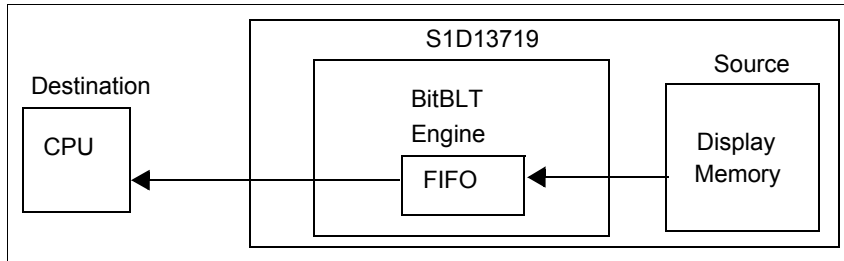 S1D13719
Source
Destination
BitBLT
Engine
CPU
Display
Memory
FIFO